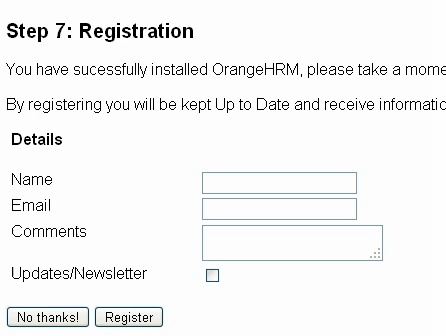 Step 7: Registration
You have sucessfully installed OrangeHRM, please take a mome
By registering you will be kept Up to Date and receive informatic
Details
Name
Email
Comments
Updates/Newsletter
No thanks! Register